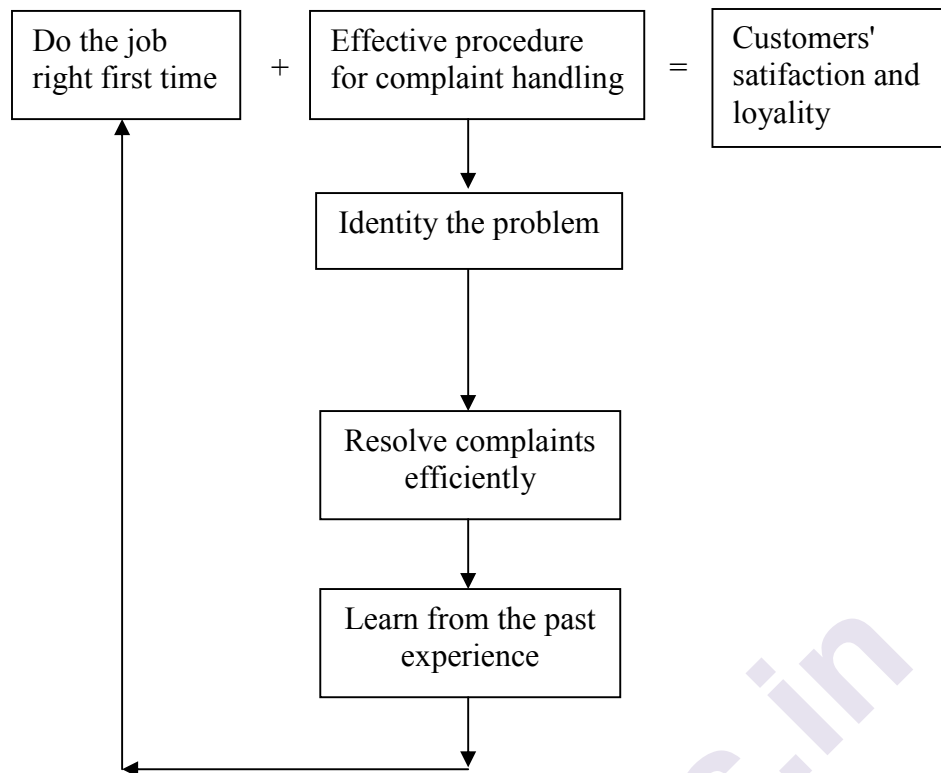 Do the job
right first time
+
Effective procedure
for complaint handling
=
Customers'
satifaction and
loyality
Identity the problem
Resolve complaints
efficiently
Learn from the past
experience
s.in